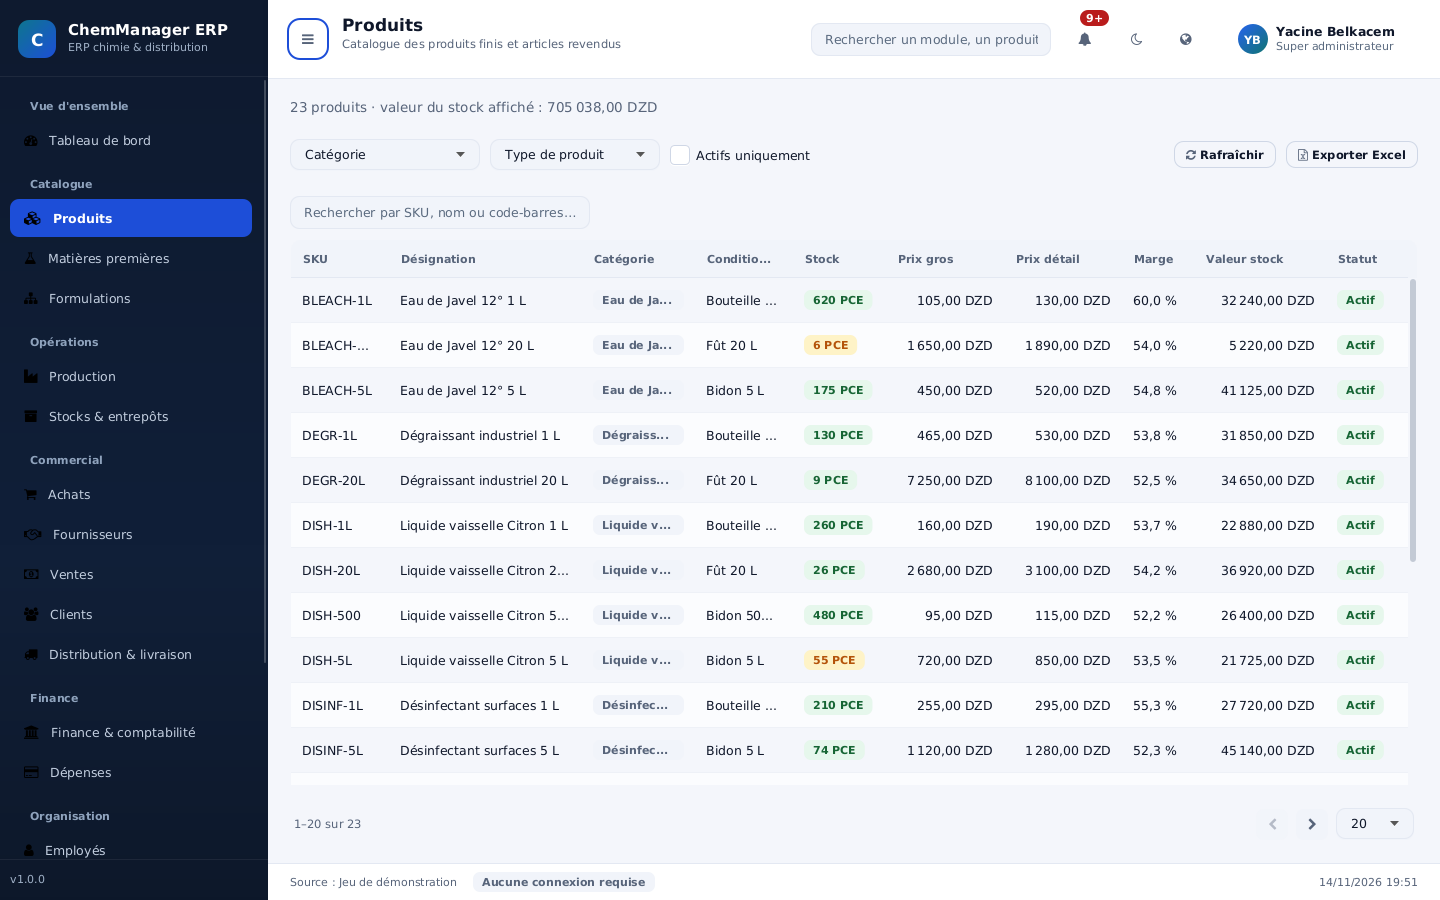 C
ChemManager ERP
ERP chimie & distribution
Vue d'ensemble
Tableau de bord
Catalogue
Produits
Matières premières
Formulations
Opérations
Production
Stocks & entrepôts
Commercial
Achats
Fournisseurs
Ventes
Clients
Distribution & livraison
Finance
Finance & comptabilité
Dépenses
Organisation
Employés
v1.0.0
Produits
Catalogue des produits finis et articles revendus
Rechercher un module, un produit
9+
YB
Yacine Belkacem
Super administrateur
23 produits · valeur du stock affiché : 705 038,00 DZD
Catégorie
Type de produit
Actifs uniquement
Rafraîchir
Exporter Excel
Rechercher par SKU, nom ou code-barres...
SKU Désignation Catégorie Conditio... Stock Prix gros Prix détail Marge Valeur stock Statut
BLEACH-1L Eau de Javel 12° 1 L Eau de Ja... Bouteille ... 620 PCE 105,00 DZD 130,00 DZD 60,0 % 32 240,00 DZD Actif
BLEACH-... Eau de Javel 12° 20 L Eau de Ja... Fût 20 L 6 PCE 1 650,00 DZD 1 890,00 DZD 54,0 % 5 220,00 DZD Actif
BLEACH-5L Eau de Javel 12° 5 L Eau de Ja... Bidon 5 L 175 PCE 450,00 DZD 520,00 DZD 54,8 % 41 125,00 DZD Actif
DEGR-1L Dégraissant industriel 1 L Dégraiss... Bouteille ... 130 PCE 465,00 DZD 530,00 DZD 53,8 % 31 850,00 DZD Actif
DEGR-20L Dégraissant industriel 20 L Dégraiss... Fût 20 L 9 PCE 7 250,00 DZD 8 100,00 DZD 52,5 % 34 650,00 DZD Actif
DISH-1L Liquide vaisselle Citron 1 L Liquide v... Bouteille ... 260 PCE 160,00 DZD 190,00 DZD 53,7 % 22 880,00 DZD Actif
DISH-20L Liquide vaisselle Citron 2... Liquide v... Fût 20 L 26 PCE 2 680,00 DZD 3 100,00 DZD 54,2 % 36 920,00 DZD Actif
DISH-500 Liquide vaisselle Citron 5... Liquide v... Bidon 50... 480 PCE 95,00 DZD 115,00 DZD 52,2 % 26 400,00 DZD Actif
DISH-5L Liquide vaisselle Citron 5 L Liquide v... Bidon 5 L 55 PCE 720,00 DZD 850,00 DZD 53,5 % 21 725,00 DZD Actif
DISINF-1L Désinfectant surfaces 1 L Désinfec... Bouteille ... 210 PCE 255,00 DZD 295,00 DZD 55,3 % 27 720,00 DZD Actif
DISINF-5L Désinfectant surfaces 5 L Désinfec... Bidon 5 L 74 PCE 1 120,00 DZD 1 280,00 DZD 52,3 % 45 140,00 DZD Actif
1–20 sur 23
20
Source : Jeu de démonstration
Aucune connexion requise
14/11/2026 19:51